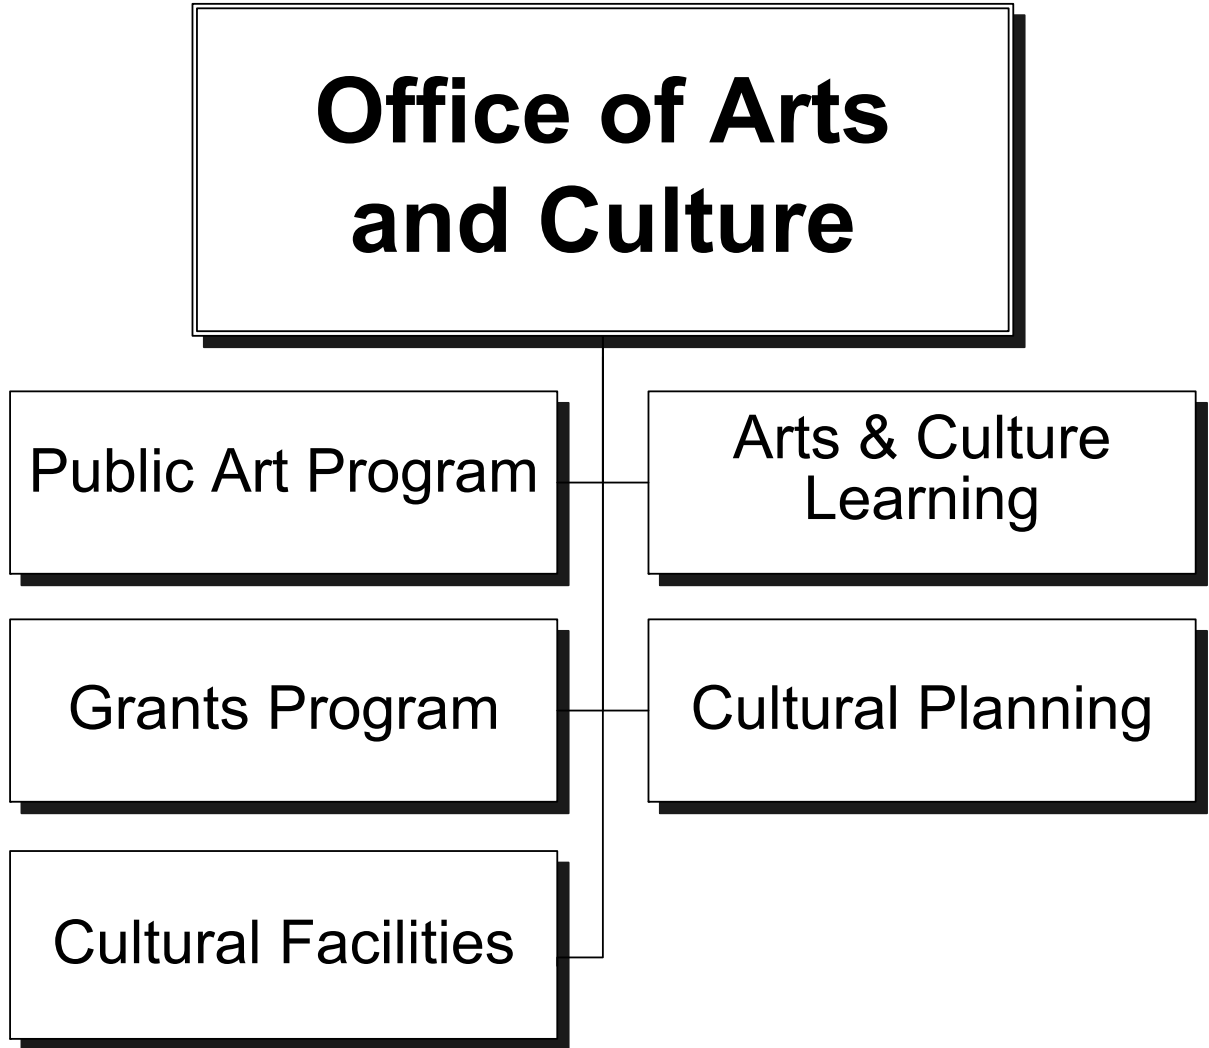 Office of Arts
and Culture
Public Art Program
Arts & Culture
Learning
Grants Program
Cultural Planning
Cultural Facilities